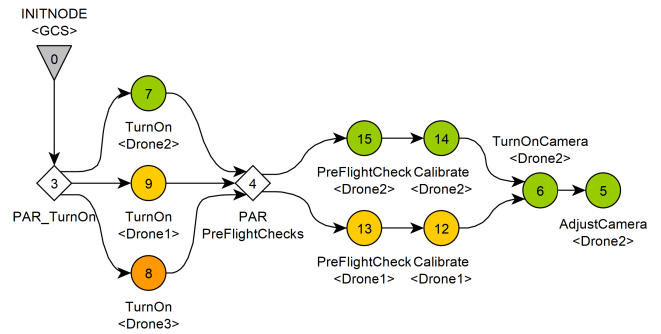 INITNODE
<GCS>
0
7
TurnOn
<Drone2>
3
PAR_TurnOn
9
TurnOn
<Drone1>
8
TurnOn
<Drone3>
4
PAR
PreFlightChecks
15
PreFlightCheck
<Drone2>
14
Calibrate
<Drone2>
13
PreFlightCheck
<Drone1>
12
Calibrate
<Drone1>
TurnOnCamera
<Drone2>
6
5
AdjustCamera
<Drone2>